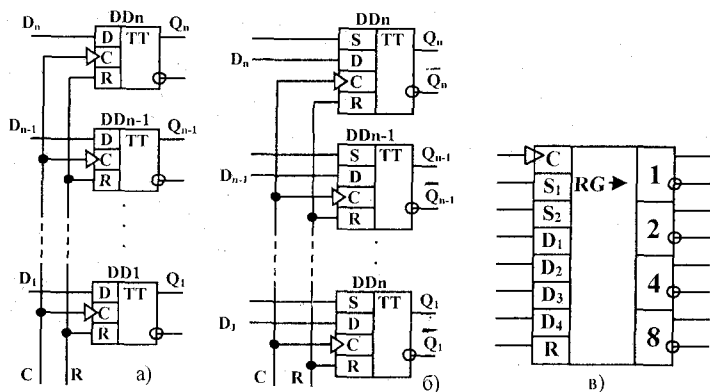 DDn
Dn D TT Qn
C
R
DDn-1
Dn-1 D TT Qn-1
C
R
DD1
D1 D TT Q1
C
R
C R а)
DDn
S TT Qn
Dn D
C Q̅n
R
DDn-1
S TT Qn-1
Dn-1 D
C Q̅n-1
R
DDn
S TT Q1
D1 D
C Q̅1
R
C R б)
C RG 1
S1
S2 2
D1
D2 4
D3
D4 8
R
в)